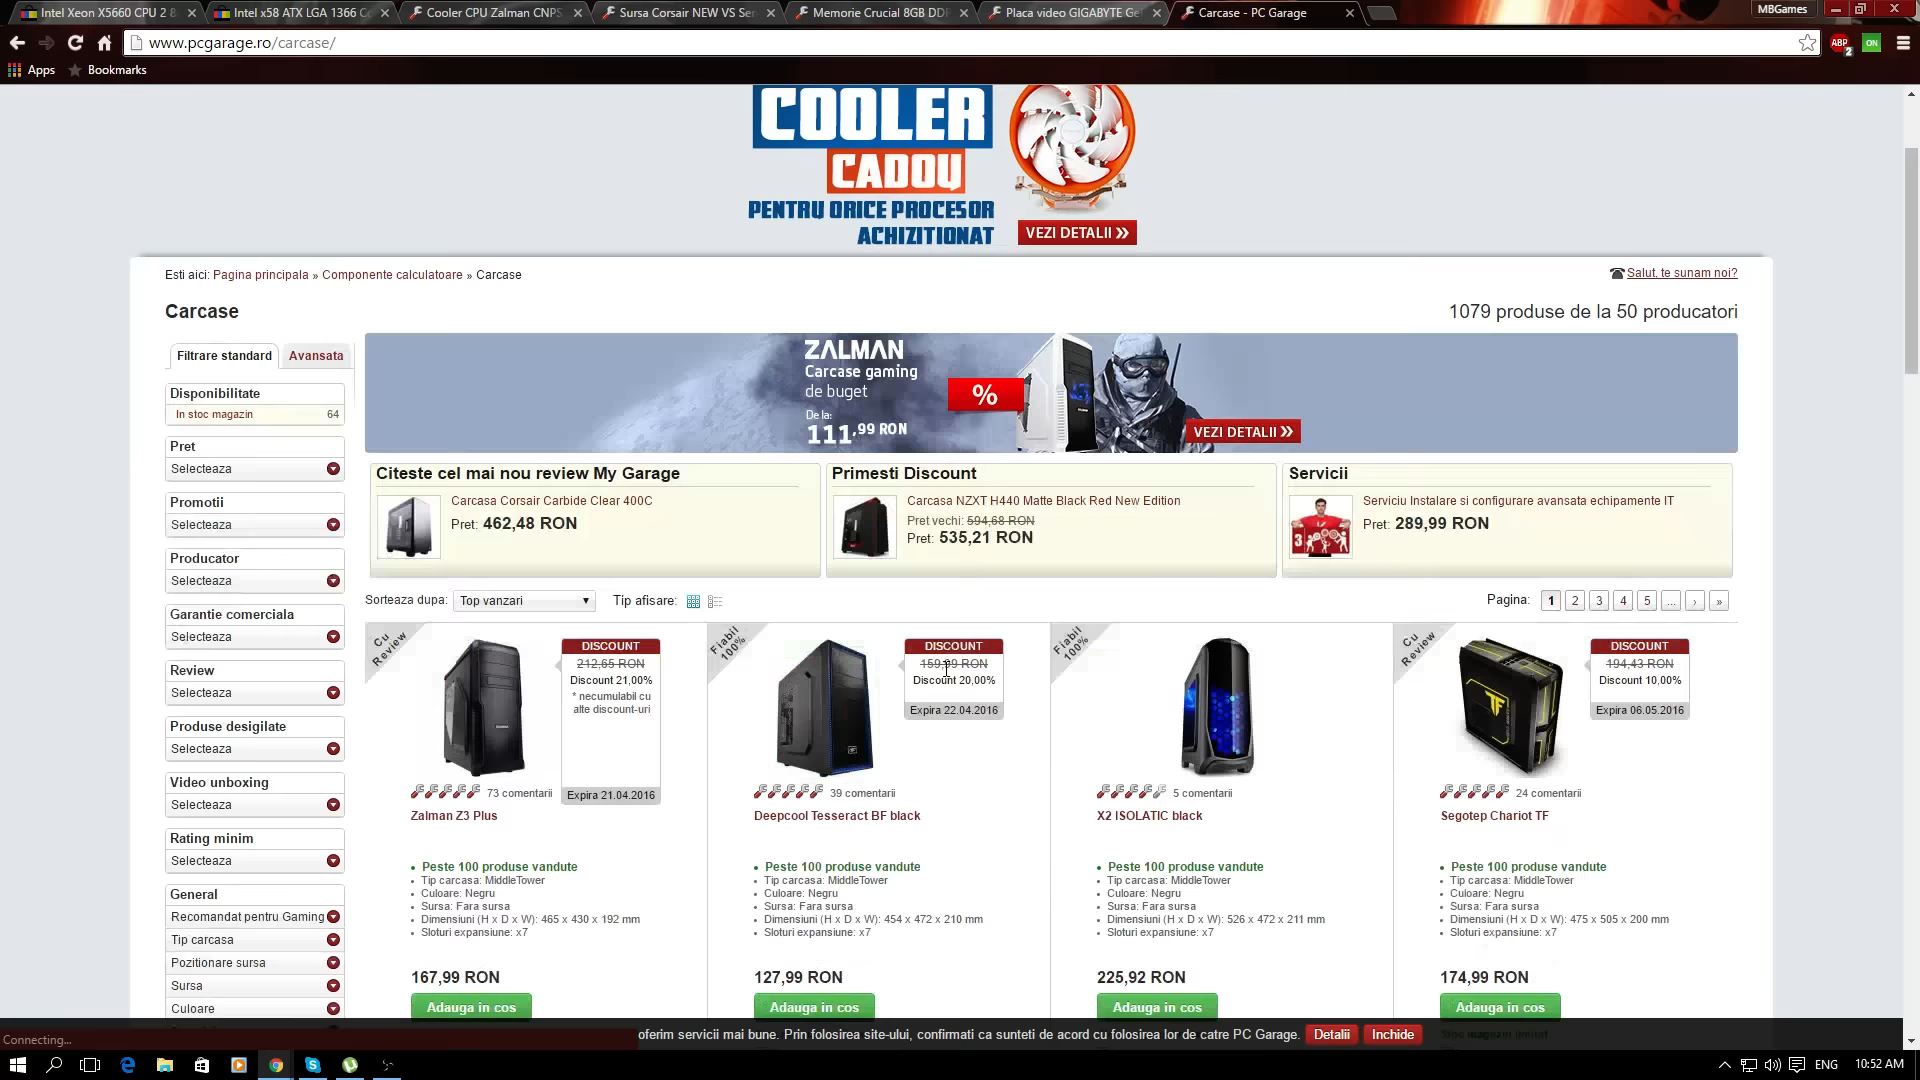 Intel Xeon X5660 CPU 2 8
Intel x58 ATX LGA 1366 Co
Cooler CPU Zalman CNPS
Sursa Corsair NEW VS Ser
Memorie Crucial 8GB DDR
Placa video GIGABYTE Ge
Carcase - PC Garage
MBGames
www.pcgarage.ro/carcase/
ABP
2
ON
Apps
Bookmarks
COOLER
CADOU
PENTRU ORICE PROCESOR
ACHIZITIONAT
VEZI DETALII
Esti aici: Pagina principala » Componente calculatoare » Carcase
Salut, te sunam noi?
Carcase
1079 produse de la 50 producatori
Filtrare standard
Avansata
ZALMAN
Carcase gaming
de buget
De la:
111,99 RON
%
VEZI DETALII
Disponibilitate
In stoc magazin 64
Pret
Selecteaza
Promotii
Selecteaza
Producator
Selecteaza
Garantie comerciala
Selecteaza
Review
Selecteaza
Produse desigilate
Selecteaza
Video unboxing
Selecteaza
Rating minim
Selecteaza
General
Recomandat pentru Gaming
Tip carcasa
Pozitionare sursa
Sursa
Culoare
Citeste cel mai nou review My Garage
Carcasa Corsair Carbide Clear 400C
Pret: 462,48 RON
Primesti Discount
Carcasa NZXT H440 Matte Black Red New Edition
Pret vechi: 594,68 RON
Pret: 535,21 RON
Servicii
Serviciu Instalare si configurare avansata echipamente IT
Pret: 289,99 RON
3
Sorteaza dupa: Top vanzari
Tip afisare:
Pagina: 1 2 3 4 5 ... › »
Cu
Review
DISCOUNT
212,65 RON
Discount 21,00%
* necumulabil cu
alte discount-uri
Expira 21.04.2016
73 comentarii
Zalman Z3 Plus
Peste 100 produse vandute
Tip carcasa: MiddleTower
Culoare: Negru
Sursa: Fara sursa
Dimensiuni (H x D x W): 465 x 430 x 192 mm
Sloturi expansiune: x7
167,99 RON
Adauga in cos
Fiabil
100%
DISCOUNT
RON
Discount 20,00%
Expira 22.04.2016
39 comentarii
Deepcool Tesseract BF black
Peste 100 produse vandute
Tip carcasa: MiddleTower
Culoare: Negru
Sursa: Fara sursa
Dimensiuni (H x D x W): 454 x 472 x 210 mm
Sloturi expansiune: x7
127,99 RON
Adauga in cos
Fiabil
100%
5 comentarii
X2 ISOLATIC black
Peste 100 produse vandute
Tip carcasa: MiddleTower
Culoare: Negru
Sursa: Fara sursa
Dimensiuni (H x D x W): 526 x 472 x 211 mm
Sloturi expansiune: x7
225,92 RON
Adauga in cos
Cu
Review
TF
DISCOUNT
194,43 RON
Discount 10,00%
Expira 06.05.2016
24 comentarii
Segotep Chariot TF
Peste 100 produse vandute
Tip carcasa: MiddleTower
Culoare: Negru
Sursa: Fara sursa
Dimensiuni (H x D x W): 475 x 505 x 200 mm
Sloturi expansiune: x7
174,99 RON
Adauga in cos
Stoc magazin limitat
oferim servicii mai bune. Prin folosirea site-ului, confirmati ca sunteti de acord cu folosirea lor de catre PC Garage.
Detalii
Inchide
Connecting...
ENG
10:52 AM